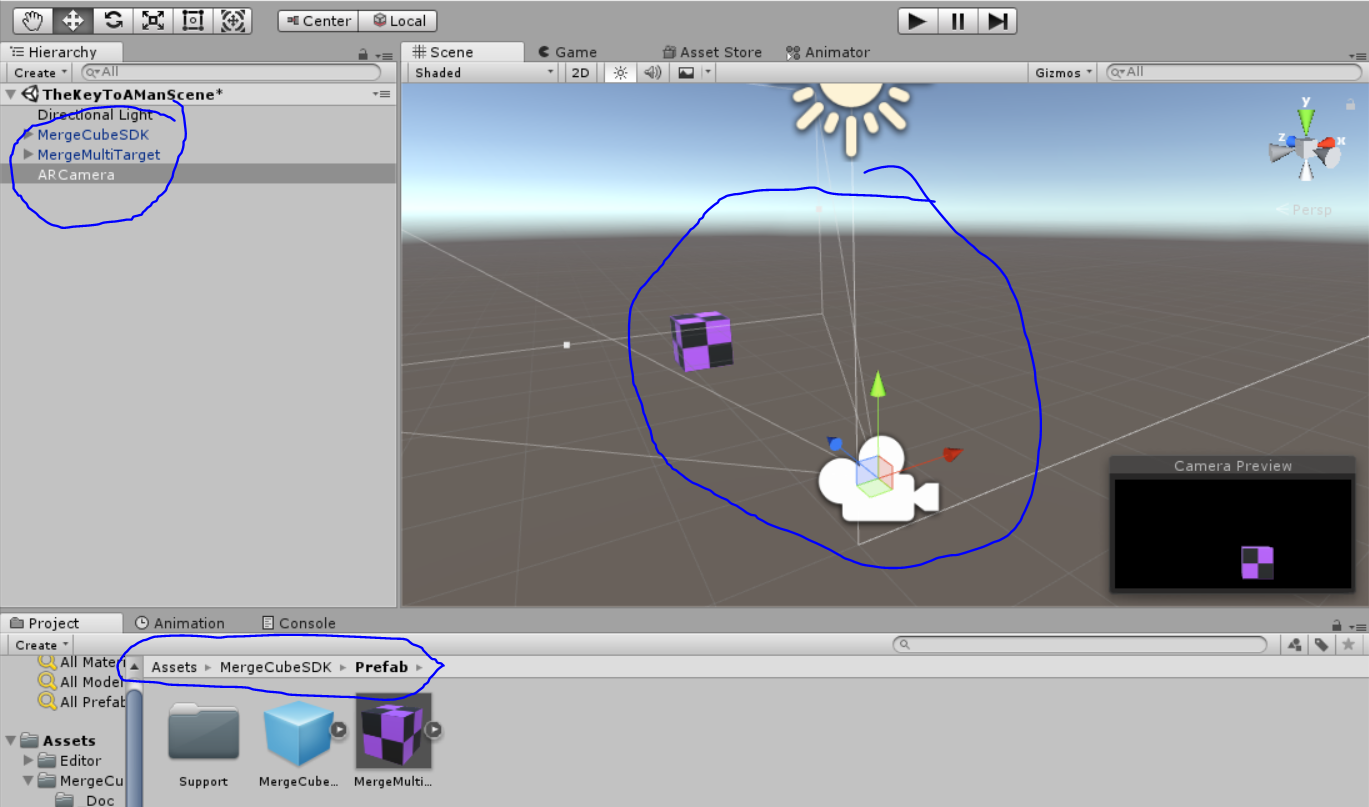 Center Local
Hierarchy
Create All
TheKeyToAManScene*
Directional Light
MergeCubeSDK
MergeMultiTarget
ARCamera
Scene Game Asset Store Animator
Shaded 2D Gizmos All
y
z x
Persp
Camera Preview
Project Animation Console
Create
All Materi
All Model
All Prefab
Assets
Editor
MergeCu
Doc
Assets MergeCubeSDK Prefab
Support MergeCube... MergeMulti...